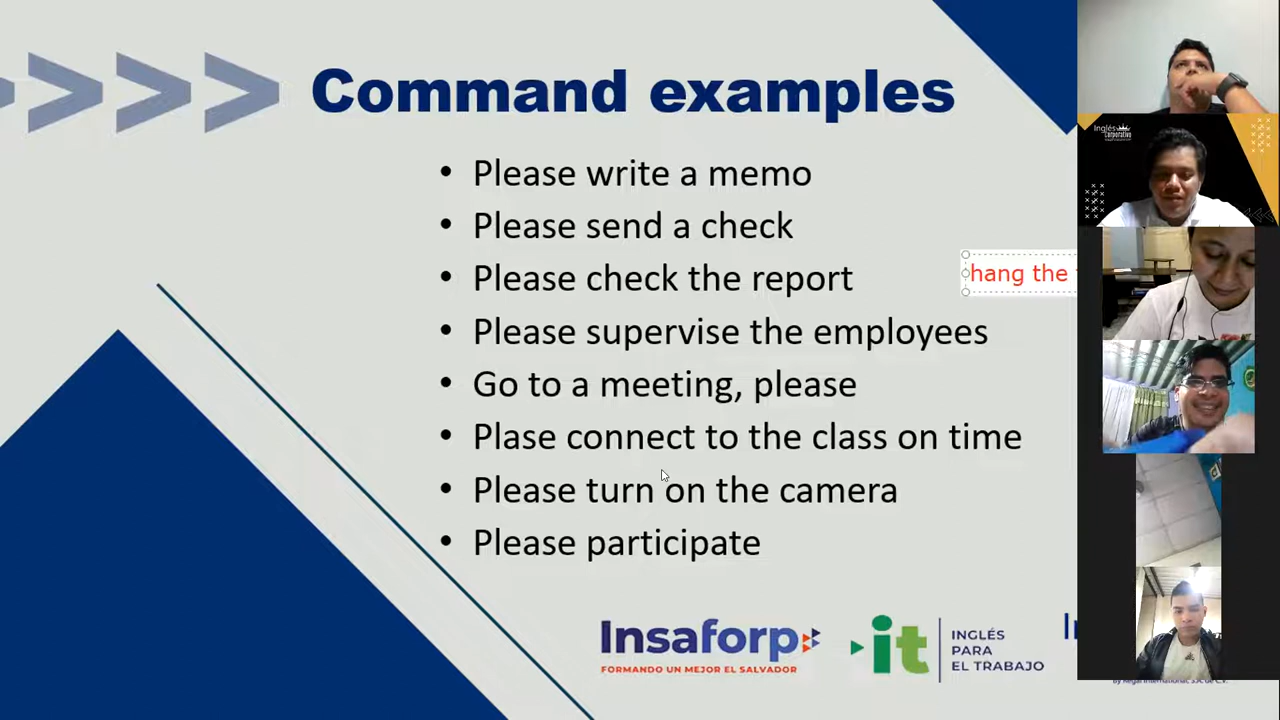 Command examples
• Please write a memo
• Please send a check
• Please check the report
hang the
• Please supervise the employees
• Go to a meeting, please
• Plase connect to the class on time
• Please turn on the camera
• Please participate
Insaforp
FORMANDO UN MEJOR EL SALVADOR
it
INGLÉS
PARA
EL TRABAJO
Inglés
Corporativo